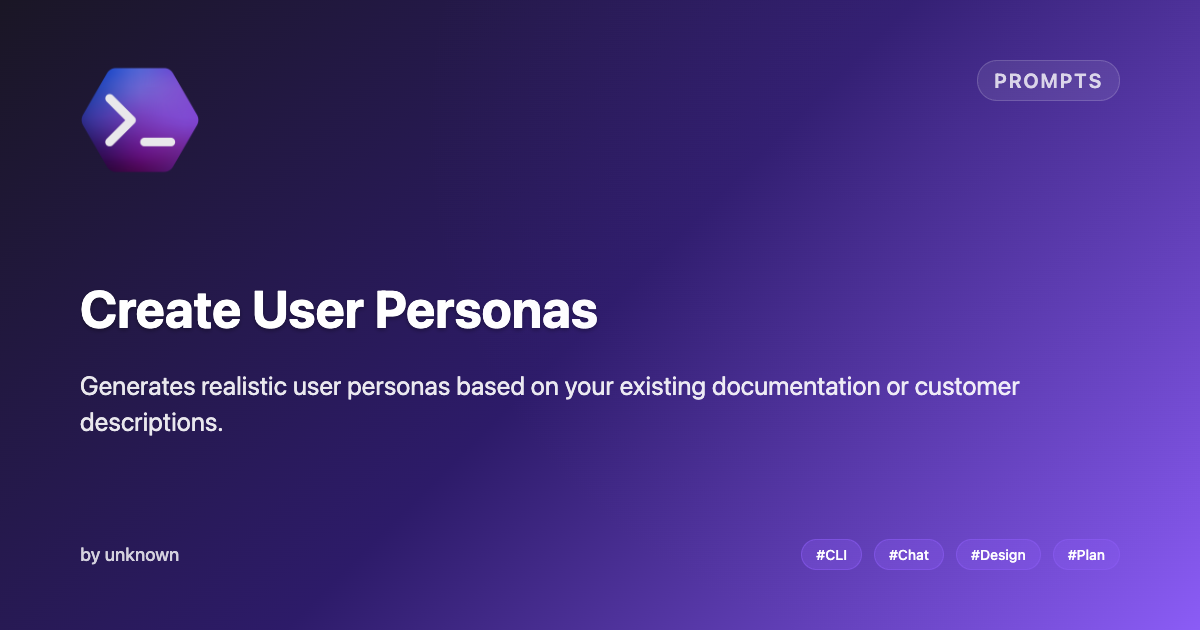 PROMPTS
Create User Personas
Generates realistic user personas based on your existing documentation or customer
descriptions.
by unknown
#CLI
#Chat
#Design
#Plan